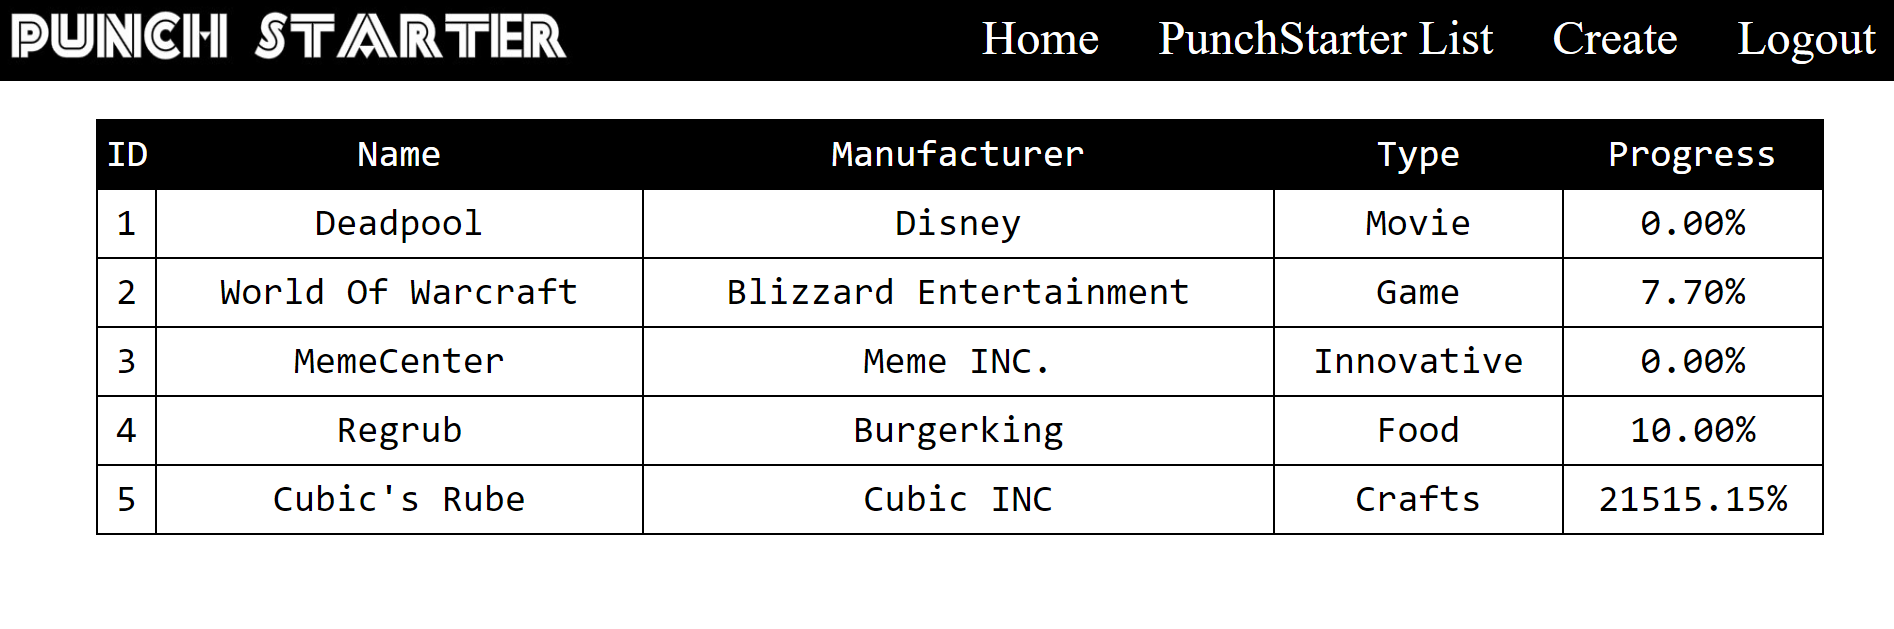 PUNCH STARTER Home PunchStarter List Create Logout
ID Name Manufacturer Type Progress
1 Deadpool Disney Movie 0.00%
2 World Of Warcraft Blizzard Entertainment Game 7.70%
3 MemeCenter Meme INC. Innovative 0.00%
4 Regrub Burgerking Food 10.00%
5 Cubic's Rube Cubic INC Crafts 21515.15%